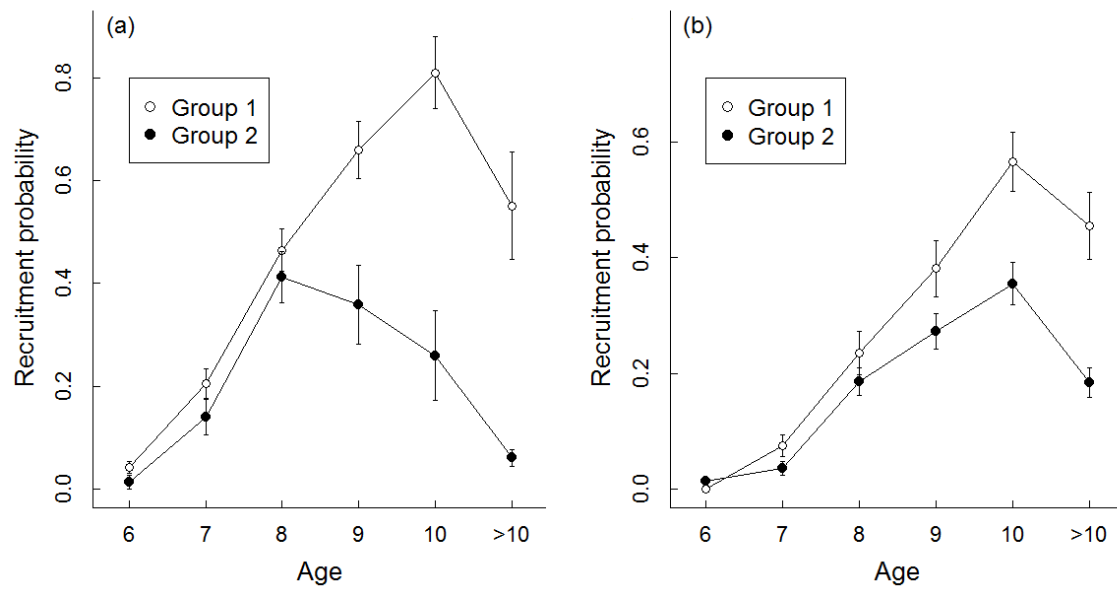 (a)
Group 1
Group 2
Recruitment probability
0.8
0.6
0.4
0.2
0.0
6 7 8 9 10 >10
Age
(b)
Group 1
Group 2
Recruitment probability
0.6
0.4
0.2
0.0
6 7 8 9 10 >10
Age